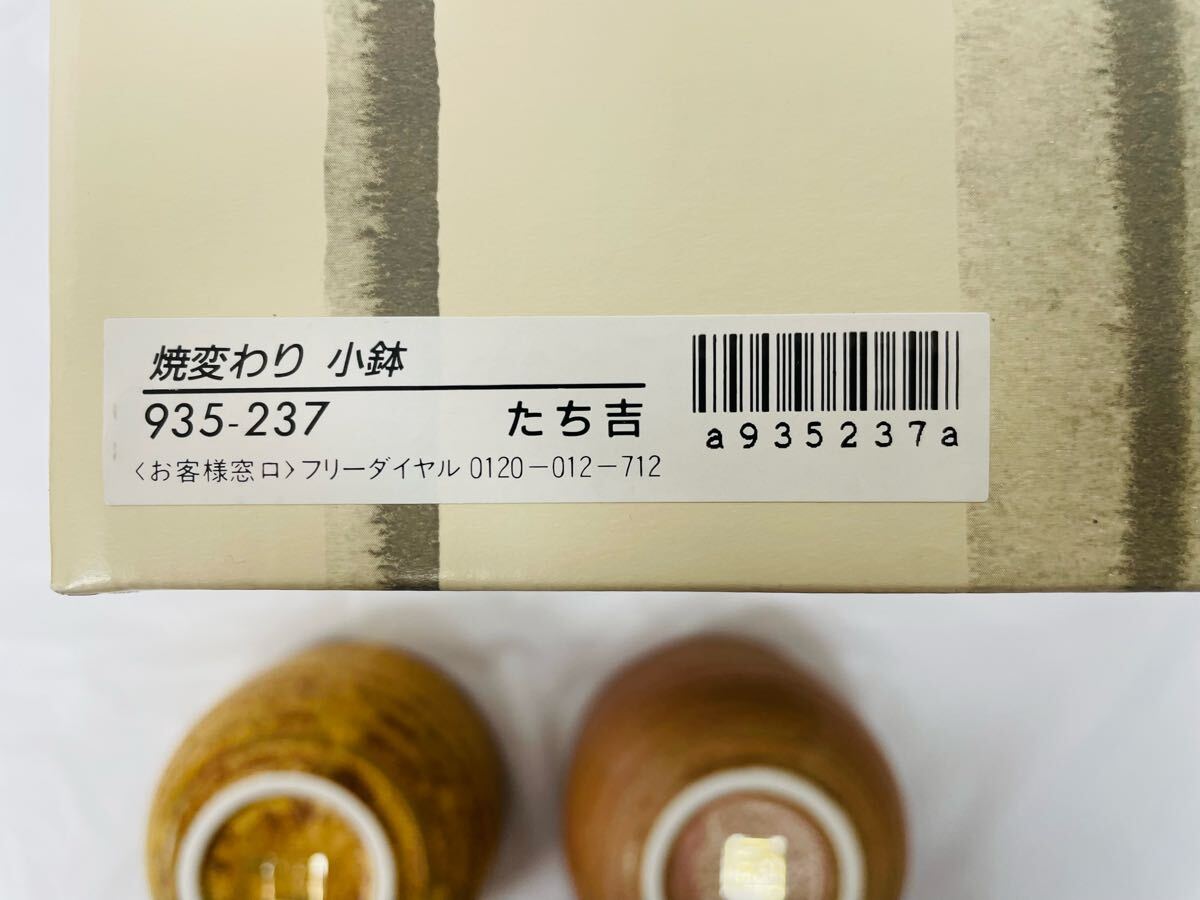 焼変わり 小鉢
935-237 たち吉
〈お客様窓口〉フリーダイヤル 0120-012-712
a935237a